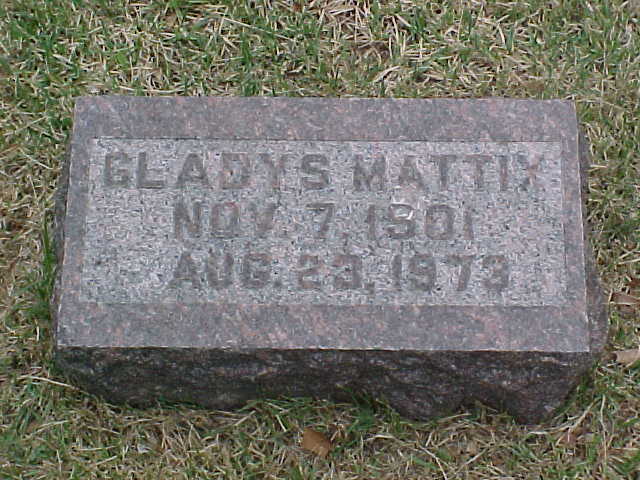 GLADYS MATTIX
NOV. 7, 1901
AUG. 23, 1973